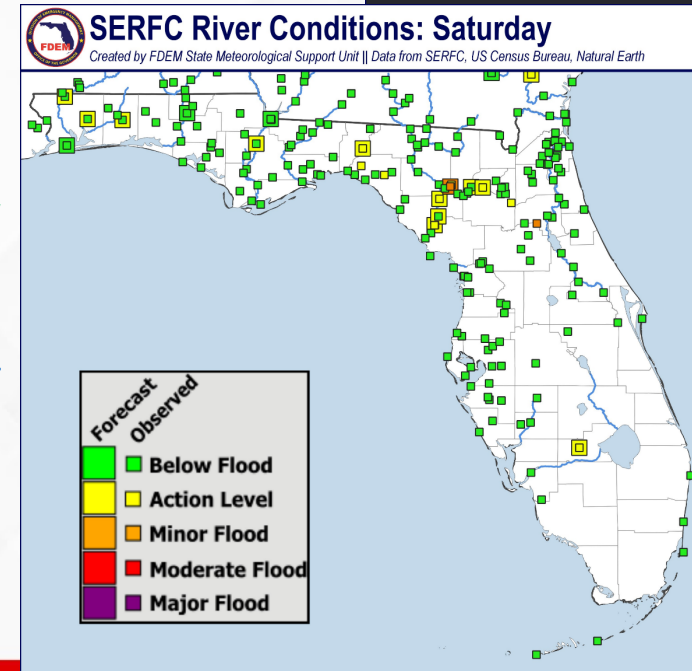 SERFC River Conditions: Saturday
Created by FDEM State Meteorological Support Unit || Data from SERFC, US Census Bureau, Natural Earth
FDEM
Forecast
Observed
Below Flood
Action Level
Minor Flood
Moderate Flood
Major Flood